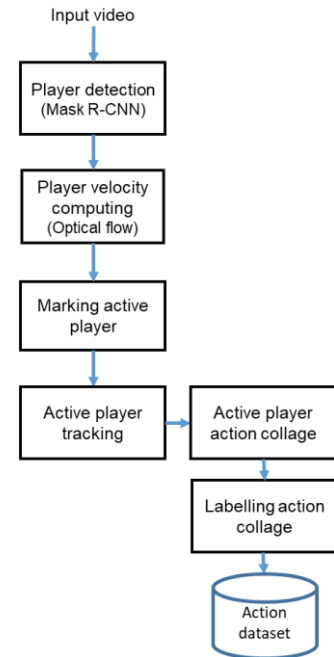 Input video
Player detection
(Mask R-CNN)
Player velocity
computing
(Optical flow)
Marking active
player
Active player
tracking
Active player
action collage
Labelling action
collage
Action
dataset